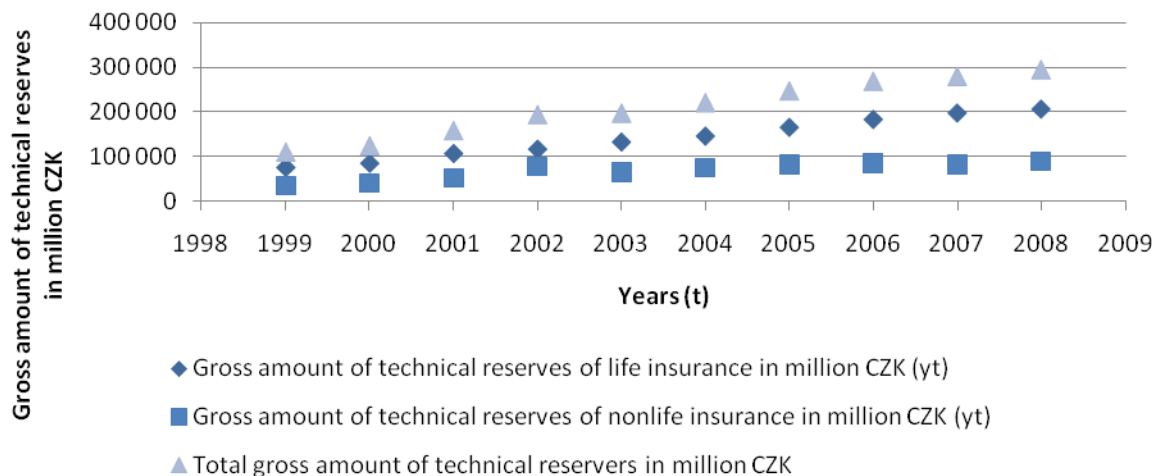 Gross amount of technical reserves
in million CZK
400 000
300 000
200 000
100 000
0
1998 1999 2000 2001 2002 2003 2004 2005 2006 2007 2008 2009
Years (t)
Gross amount of technical reserves of life insurance in million CZK (yt)
Gross amount of technical reserves of nonlife insurance in million CZK (yt)
Total gross amount of technical reservers in million CZK